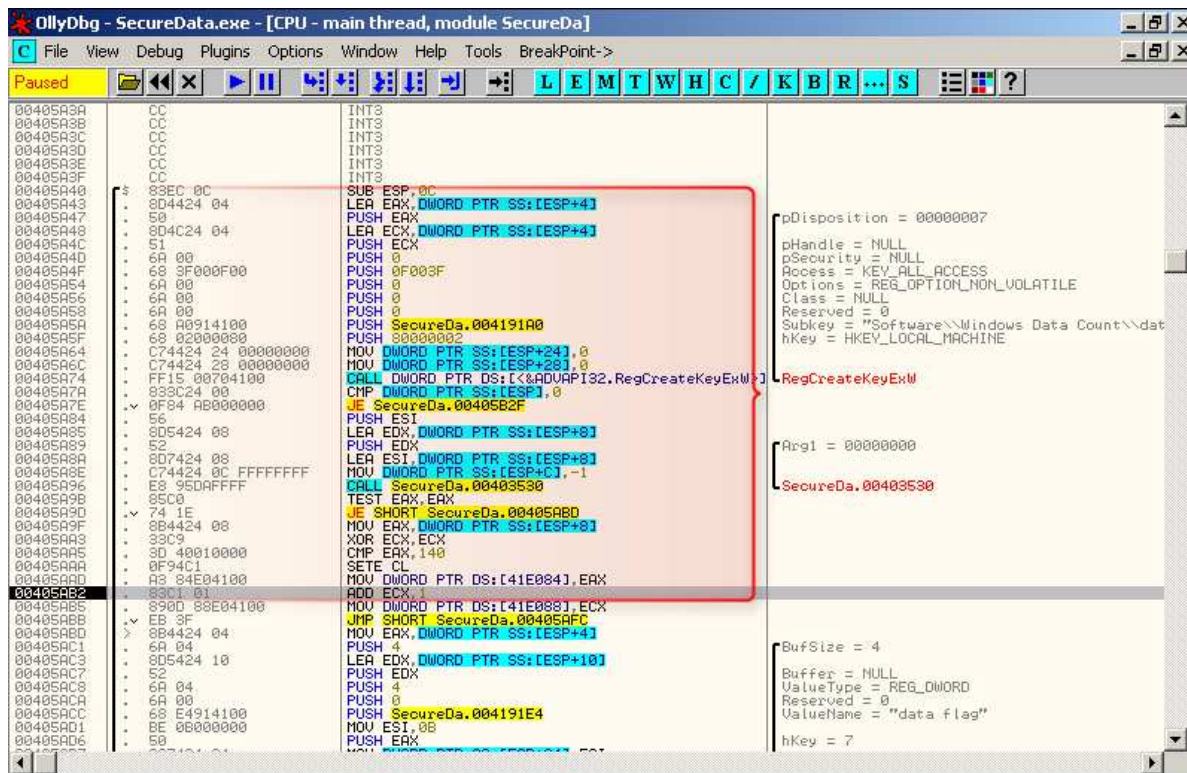 OllyDbg - SecureData.exe - [CPU - main thread, module SecureDa]
C File View Debug Plugins Options Window Help Tools BreakPoint->
Paused L E M T W H C / K B R ... S ?
00405A3A CC INT3
00405A3B CC INT3
00405A3C CC INT3
00405A3D CC INT3
00405A3E CC INT3
00405A3F CC INT3
00405A40 $ 83EC 0C SUB ESP,0C
00405A43 . 8D4424 04 LEA EAX,DWORD PTR SS:[ESP+4]
00405A47 . 50 PUSH EAX pDisposition = 00000007
00405A48 . 8D4C24 04 LEA ECX,DWORD PTR SS:[ESP+4]
00405A4C . 51 PUSH ECX pHandle = NULL
00405A4D . 6A 00 PUSH 0 pSecurity = NULL
00405A4F . 68 3F000F00 PUSH 0F003F Access = KEY_ALL_ACCESS
00405A54 . 6A 00 PUSH 0 Options = REG_OPTION_NON_VOLATILE
00405A56 . 6A 00 PUSH 0 Class = NULL
00405A58 . 6A 00 PUSH 0 Reserved = 0
00405A5A . 68 A0914100 PUSH SecureDa.004191A0 Subkey = "Software\\Windows Data Count\\dat
00405A5F . 68 02000080 PUSH 80000002 hKey = HKEY_LOCAL_MACHINE
00405A64 . C74424 24 00000000 MOV DWORD PTR SS:[ESP+24],0
00405A6C . C74424 28 00000000 MOV DWORD PTR SS:[ESP+28],0
00405A74 . FF15 00704100 CALL DWORD PTR DS:[<&ADVAPI32.RegCreateKeyExW>] RegCreateKeyExW
00405A7A . 833C24 00 CMP DWORD PTR SS:[ESP],0
00405A7E . 0F84 AB000000 JE SecureDa.00405B2F
00405A84 . 56 PUSH ESI
00405A85 . 8D5424 08 LEA EDX,DWORD PTR SS:[ESP+8]
00405A89 . 52 PUSH EDX Arg1 = 00000000
00405A8A . 8D7424 08 LEA ESI,DWORD PTR SS:[ESP+8]
00405A8E . C74424 0C FFFFFFFF MOV DWORD PTR SS:[ESP+C],-1
00405A96 . E8 95DAFFFF CALL SecureDa.00403530 SecureDa.00403530
00405A9B . 85C0 TEST EAX,EAX
00405A9D . 74 1E JE SHORT SecureDa.00405ABD
00405A9F . 8B4424 08 MOV EAX,DWORD PTR SS:[ESP+8]
00405AA3 . 33C9 XOR ECX,ECX
00405AA5 . 3D 40010000 CMP EAX,140
00405AAA . 0F94C1 SETE CL
00405AAD . A3 84E04100 MOV DWORD PTR DS:[41E084],EAX
00405AB2 . 83C1 01 ADD ECX,1
00405AB5 . 890D 88E04100 MOV DWORD PTR DS:[41E088],ECX
00405ABB . EB 3F JMP SHORT SecureDa.00405AFC
00405ABD > 8B4424 04 MOV EAX,DWORD PTR SS:[ESP+4]
00405AC1 . 6A 04 PUSH 4 BufSize = 4
00405AC3 . 8D5424 10 LEA EDX,DWORD PTR SS:[ESP+10]
00405AC7 . 52 PUSH EDX Buffer = NULL
00405AC8 . 6A 04 PUSH 4 ValueType = REG_DWORD
00405ACA . 6A 00 PUSH 0 Reserved = 0
00405ACC . 68 E4914100 PUSH SecureDa.004191E4 ValueName = "data flag"
00405AD1 . BE 0B000000 MOV ESI,0B
00405AD6 . 50 PUSH EAX hKey = 7